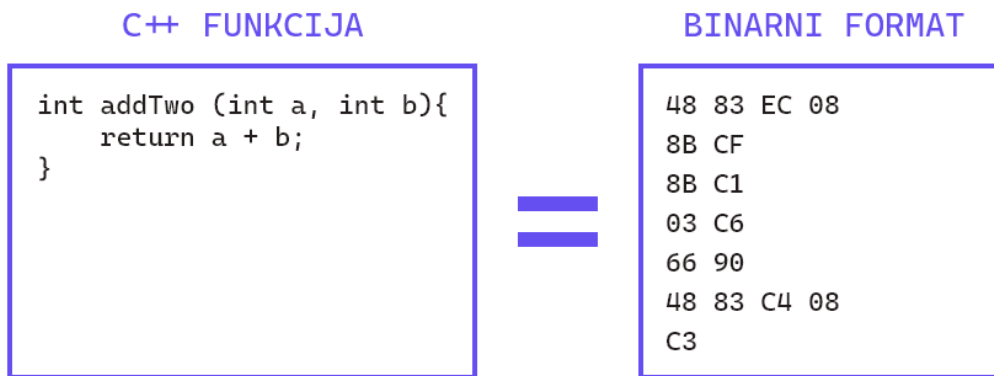 C++ FUNKCIJA
int addTwo (int a, int b){
    return a + b;
}
BINARNI FORMAT
48 83 EC 08
8B CF
8B C1
03 C6
66 90
48 83 C4 08
C3